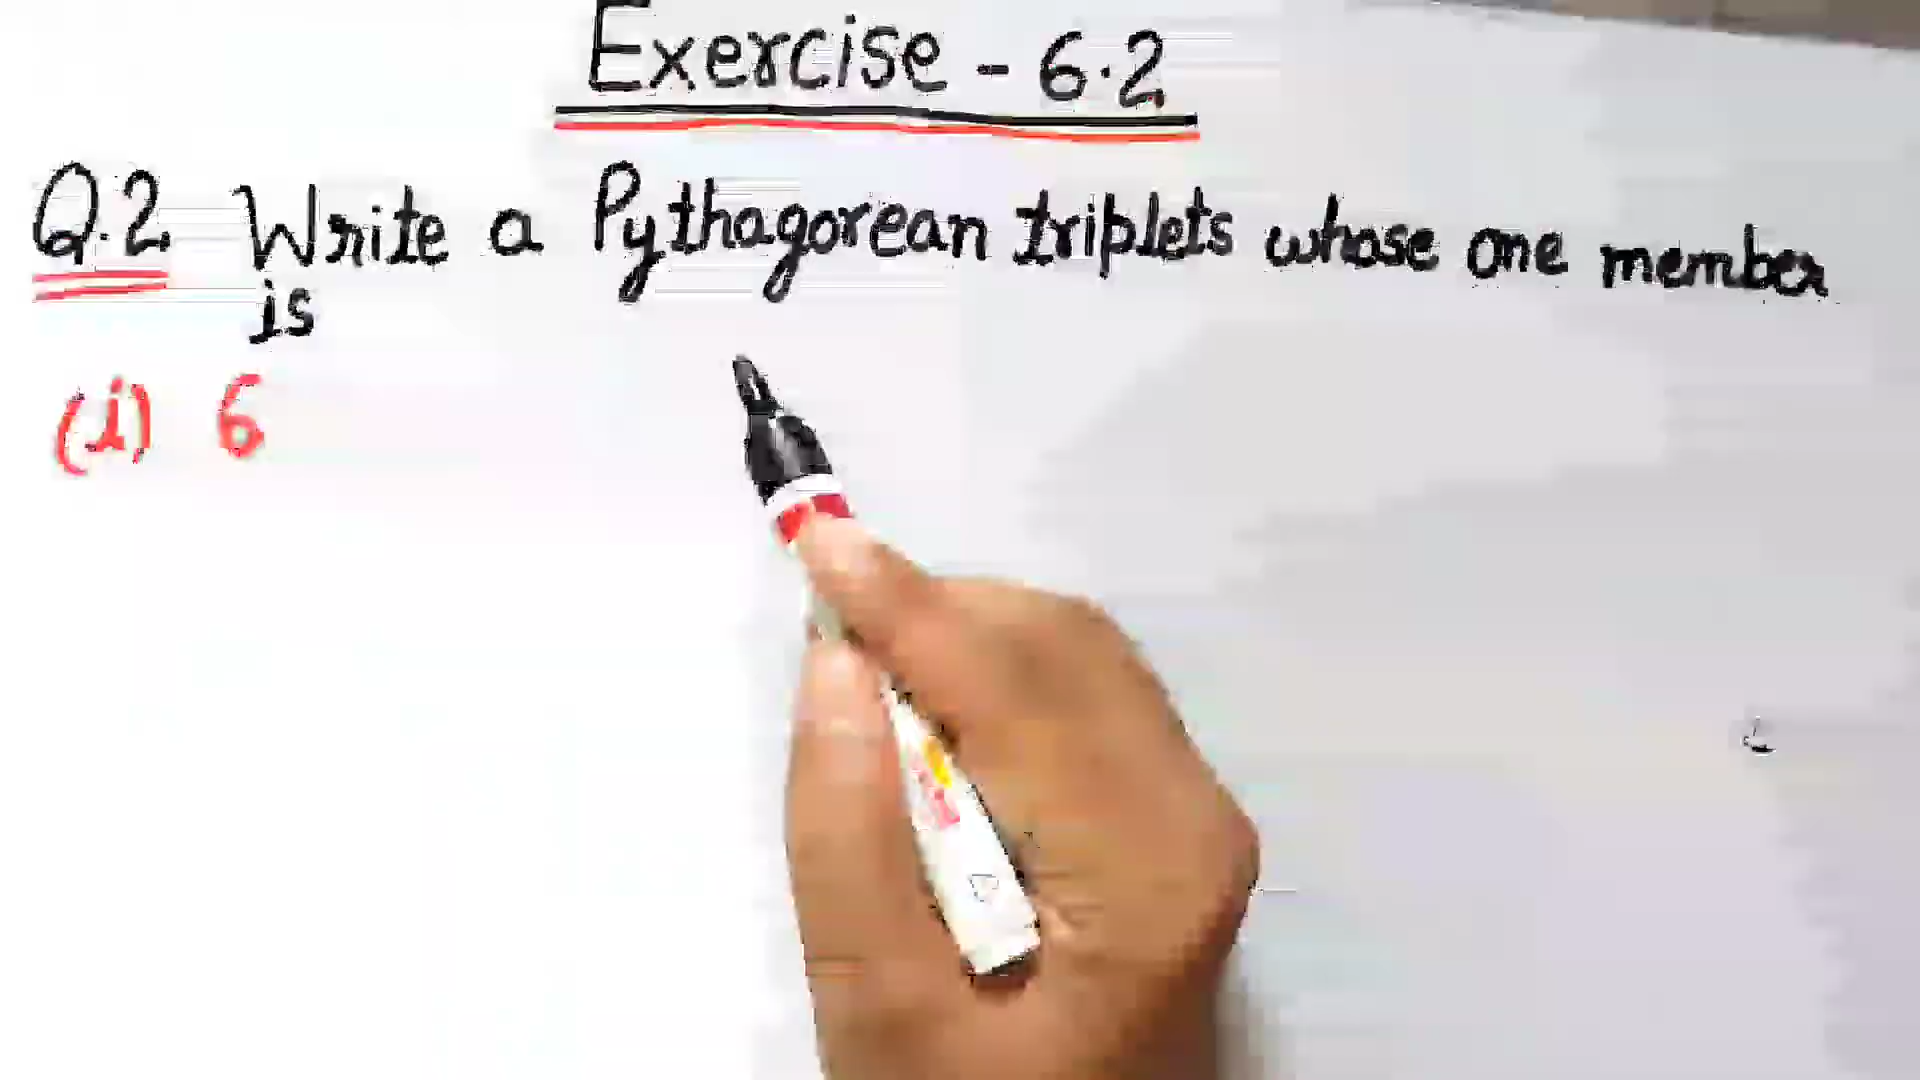 Exercise - 6.2
Q.2 Write a Pythagorean triplets whose one member
is
(i) 6